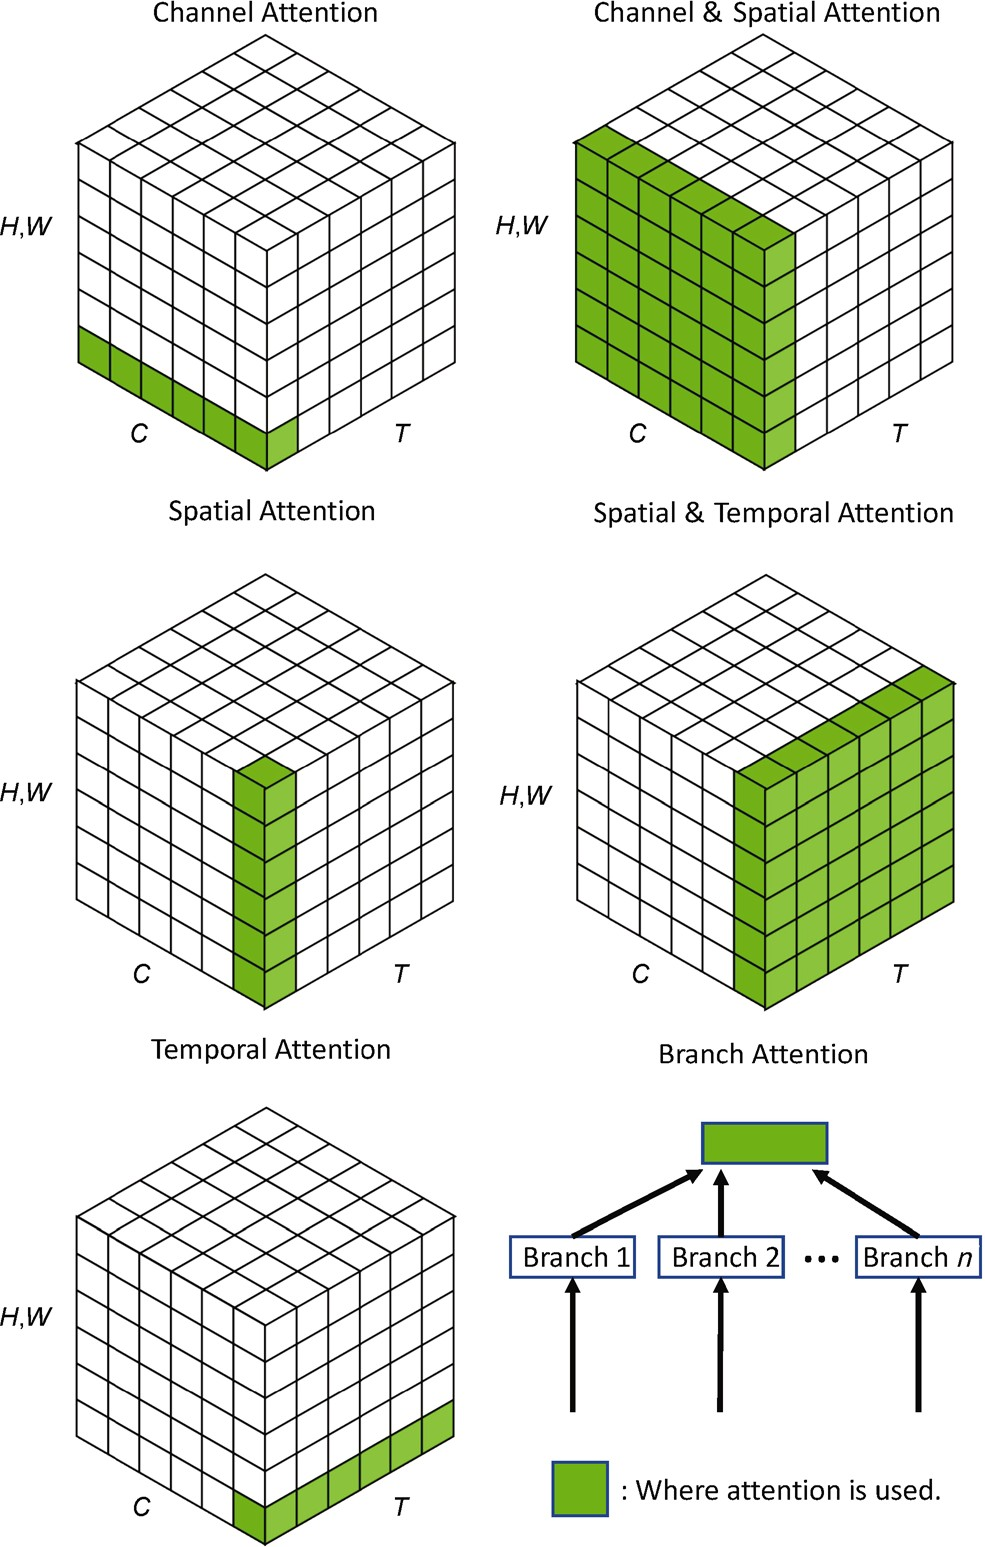 Channel Attention
Channel & Spatial Attention
H,W
H,W
C
T
C
T
Spatial Attention
Spatial & Temporal Attention
H,W
H,W
C
T
C
T
Temporal Attention
Branch Attention
H,W
Branch 1
Branch 2
...
Branch n
C
T
: Where attention is used.